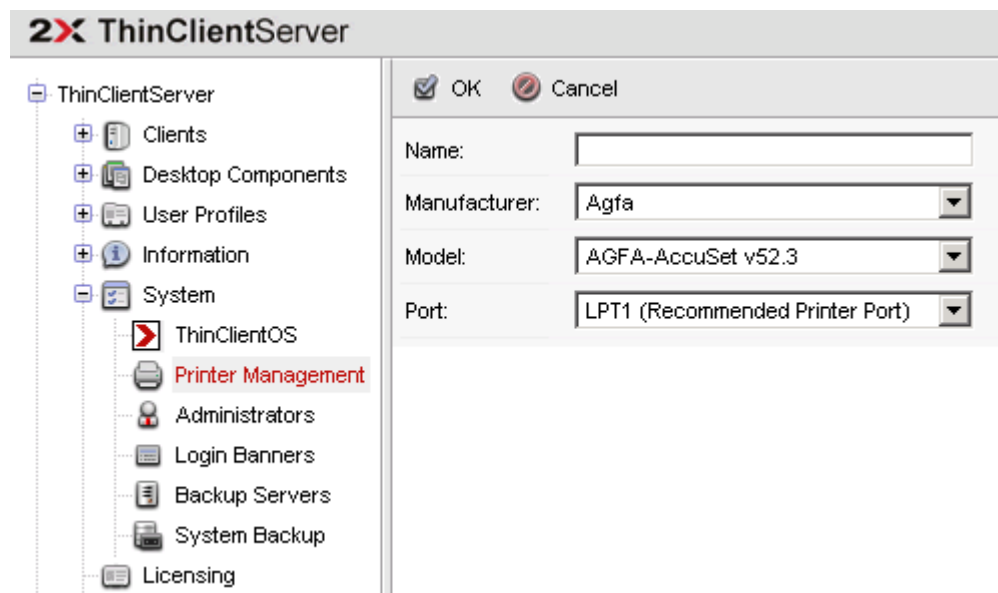 2X ThinClientServer
ThinClientServer
Clients
Desktop Components
User Profiles
Information
System
ThinClientOS
Printer Management
Administrators
Login Banners
Backup Servers
System Backup
Licensing
OK Cancel
Name:
Manufacturer: Agfa
Model: AGFA-AccuSet v52.3
Port: LPT1 (Recommended Printer Port)